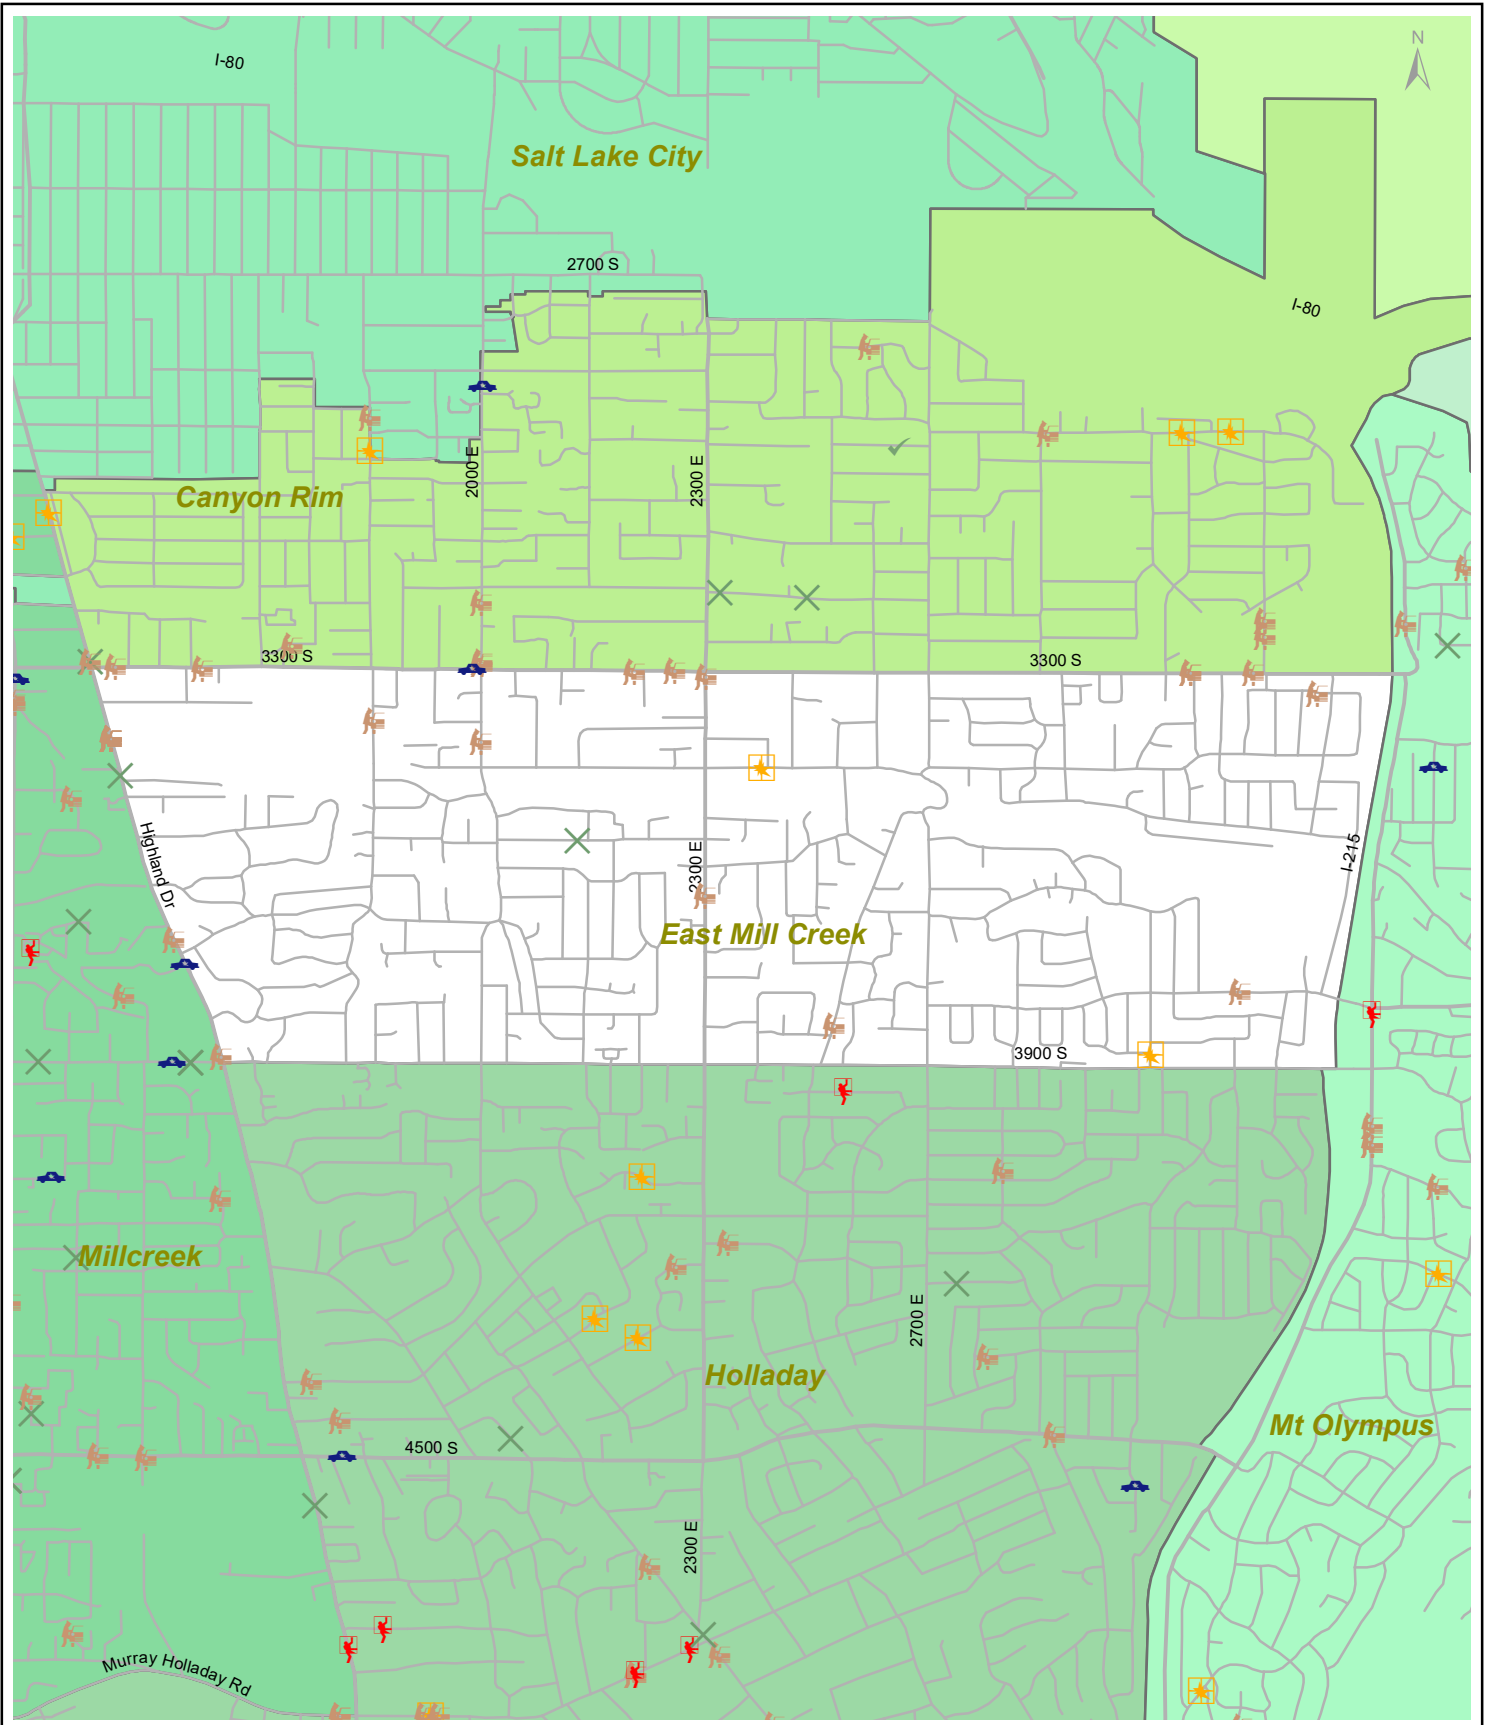 N
I-80
Salt Lake City
2700 S
I-80
2000 E
2300 E
Canyon Rim
3300 S
3300 S
Highland Dr
2300 E
I-215
East Mill Creek
3900 S
Millcreek
2700 E
Holladay
Mt Olympus
4500 S
2300 E
Murray Holladay Rd